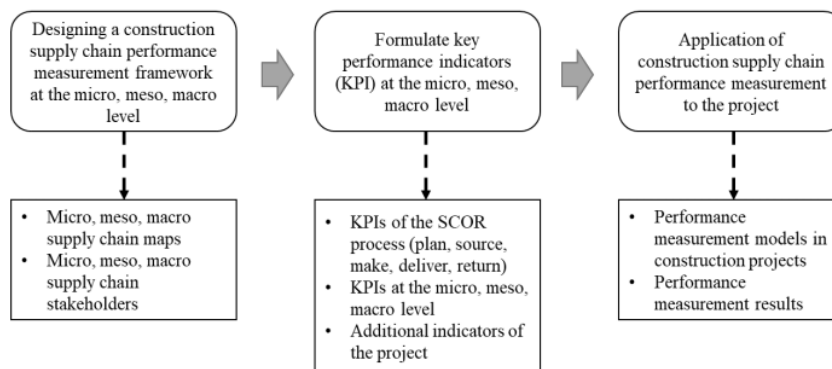 Designing a construction
supply chain performance
measurement framework
at the micro, meso, macro
level
Formulate key
performance indicators
(KPI) at the micro, meso,
macro level
Application of
construction supply chain
performance measurement
to the project
• Micro, meso, macro
supply chain maps
• Micro, meso, macro
supply chain
stakeholders
• KPIs of the SCOR
process (plan, source,
make, deliver, return)
• KPIs at the micro, meso,
macro level
• Additional indicators of
the project
• Performance
measurement models in
construction projects
• Performance
measurement results